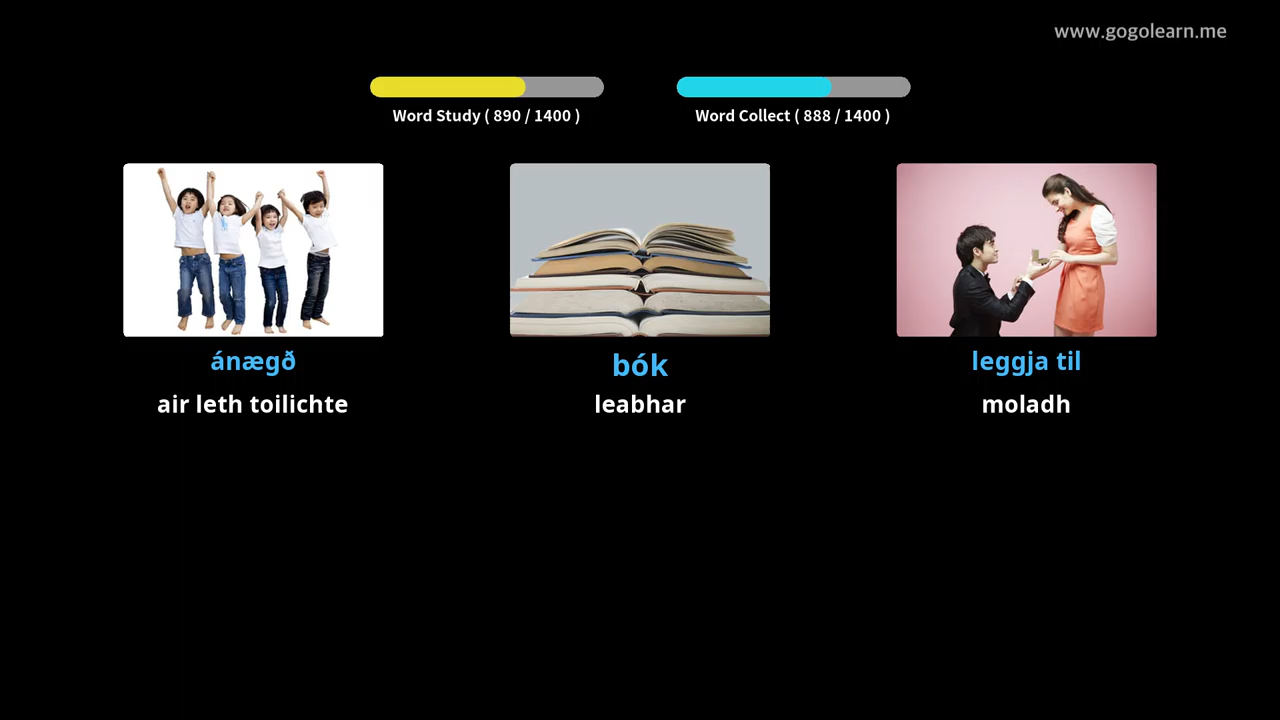 www.gogolearn.me
Word Study ( 890 / 1400 )
Word Collect ( 888 / 1400 )
ánægð
bók
leggja til
air leth toilichte
leabhar
moladh